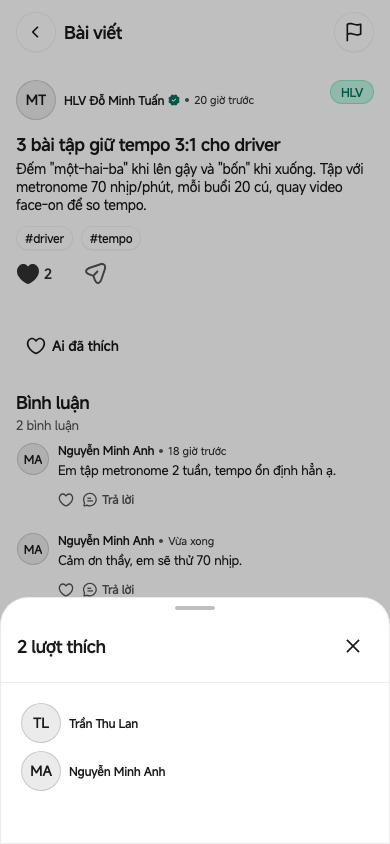 Bài viết
MT
HLV Đỗ Minh Tuấn • 20 giờ trước
HLV
3 bài tập giữ tempo 3:1 cho driver
Đếm "một-hai-ba" khi lên gậy và "bốn" khi xuống. Tập với
metronome 70 nhịp/phút, mỗi buổi 20 cú, quay video
face-on để so tempo.
#driver #tempo
2
Ai đã thích
Bình luận
2 bình luận
MA
Nguyễn Minh Anh • 18 giờ trước
Em tập metronome 2 tuần, tempo ổn định hẳn ạ.
Trả lời
MA
Nguyễn Minh Anh • Vừa xong
Cảm ơn thầy, em sẽ thử 70 nhịp.
Trả lời
2 lượt thích
TL
Trần Thu Lan
MA
Nguyễn Minh Anh